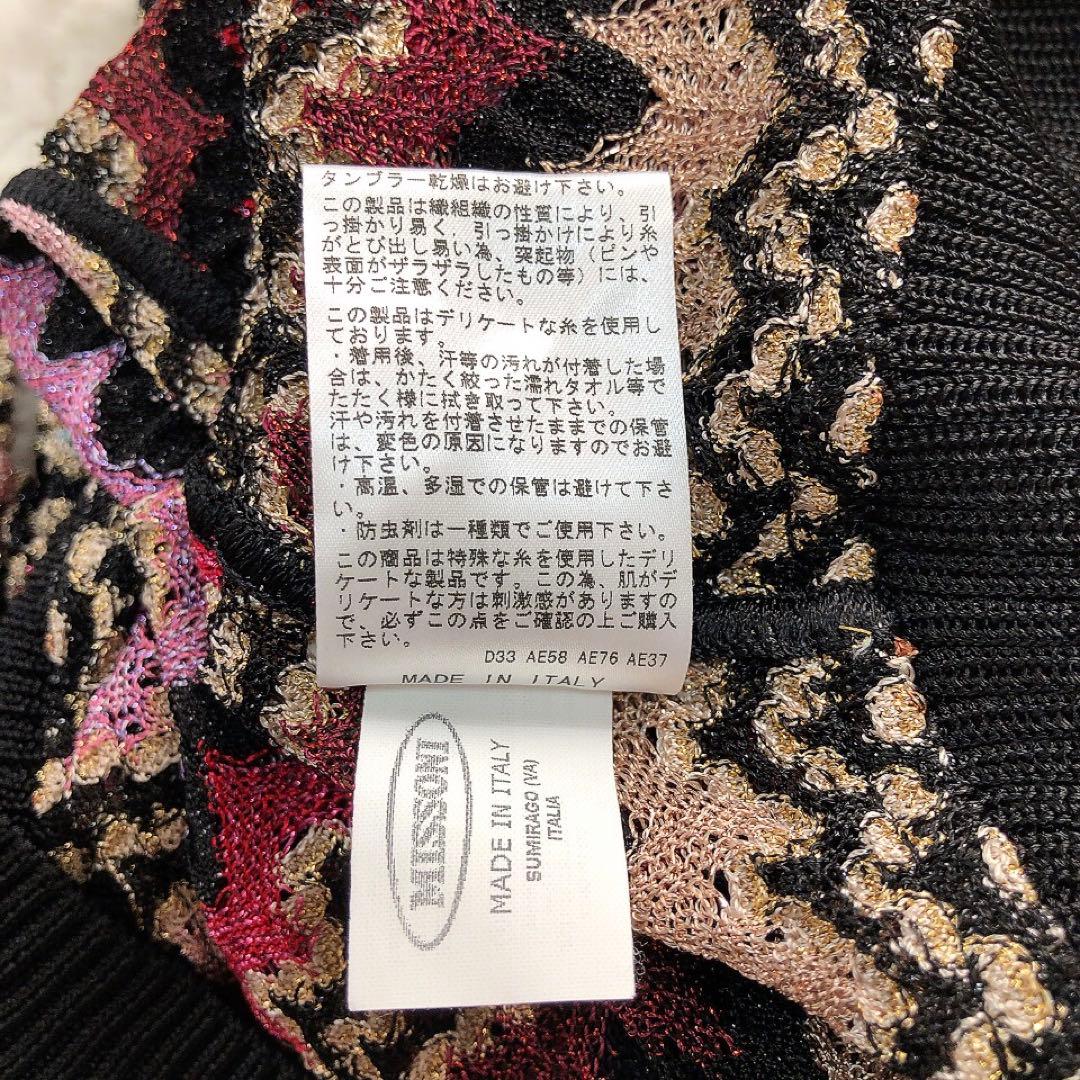 タンブラー乾燥はお避け下さい。
この製品は繊組織の性質により、引
っ掛かり易く、引っ掛かけにより糸
がとび出し易い為、突起物（ピンや
表面がザラザラしたもの等）には、
十分ご注意ください。
この製品はデリケートな糸を使用し
ております。
・着用後、汗等の汚れが付着した場
合は、かたく絞った濡れタオル等で
たたく様に拭き取って下さい。
汗や汚れを付着させたままでの保管
は、変色の原因になりますのでお避
け下さい。
・高温、多湿での保管は避けて下さ
い。
・防虫剤は一種類でご使用下さい。
この商品は特殊な糸を使用したデリ
ケートな製品です。この為、肌がデ
リケートな方は刺激感がありますの
で、必ずこの点をご確認の上ご購入
下さい。
D33 AE58 AE76 AE37
MADE IN ITALY
MISSONI
MADE IN ITALY
SUMIRAGO (VA)
ITALIA